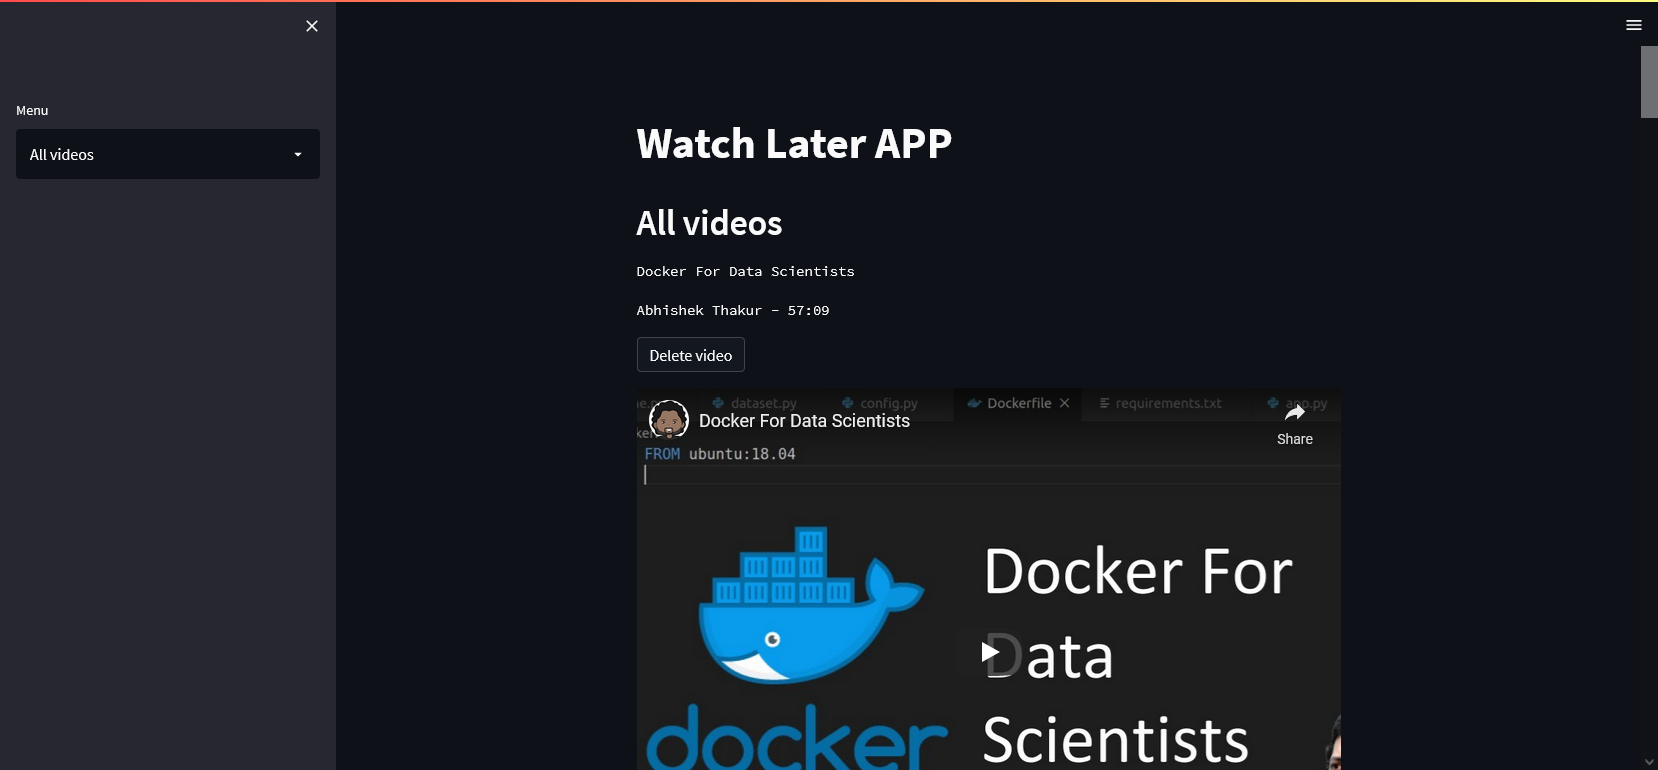 Menu
All videos
Watch Later APP
All videos
Docker For Data Scientists
Abhishek Thakur - 57:09
Delete video
dataset.py config.py Dockerfile requirements.txt app.py
Docker For Data Scientists
Share
FROM ubuntu:18.04
Docker For
Data
Scientists
docker